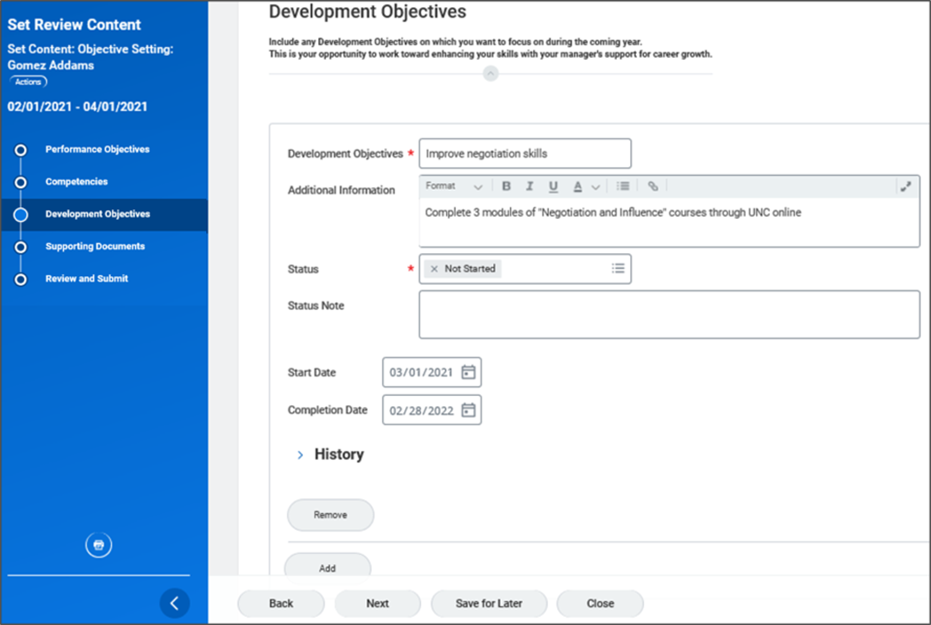 Set Review Content
Set Content: Objective Setting:
Gomez Addams
Actions
02/01/2021 - 04/01/2021
Performance Objectives
Competencies
Development Objectives
Supporting Documents
Review and Submit
Development Objectives
Include any Development Objectives on which you want to focus on during the coming year.
This is your opportunity to work toward enhancing your skills with your manager's support for career growth.
Development Objectives * Improve negotiation skills
Additional Information
Format B I U A
Complete 3 modules of "Negotiation and Influence" courses through UNC online
Status * × Not Started
Status Note
Start Date 03/01/2021
Completion Date 02/28/2022
History
Remove
Add
Back Next Save for Later Close